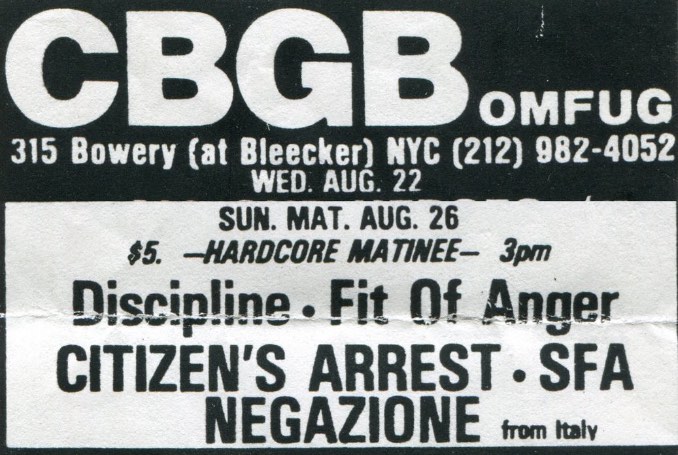 CBGB OMFUG
315 Bowery (at Bleecker) NYC (212) 982-4052
WED. AUG. 22
SUN. MAT. AUG. 26
$5. —HARDCORE MATINEE— 3pm
Discipline • Fit Of Anger
CITIZEN'S ARREST • SFA
NEGAZIONE from Italy